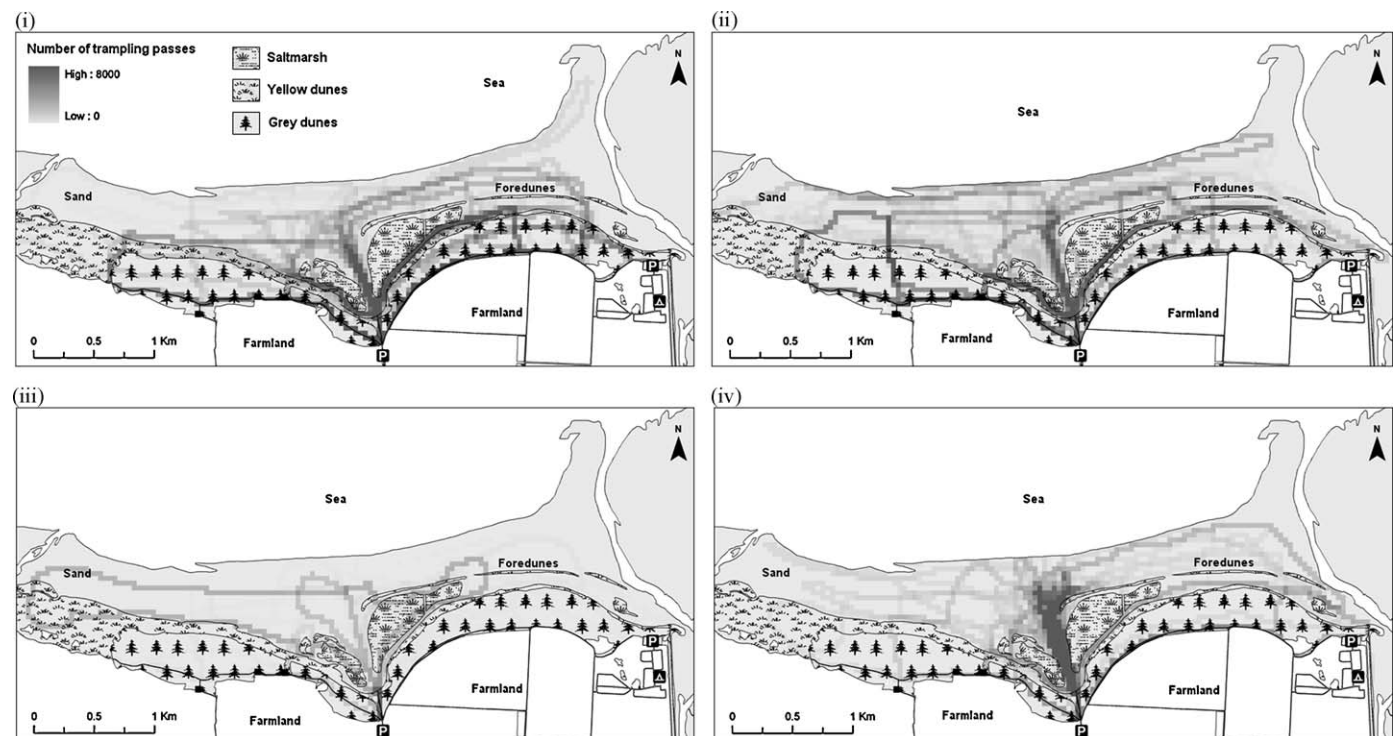 (i)
Number of trampling passes
High : 8000
Low : 0
Saltmarsh
Yellow dunes
Grey dunes
Sea
N
Sand
Foredunes
P
Farmland
Farmland
0 0.5 1 Km
P
(ii)
N
Sea
Sand
Foredunes
P
Farmland
Farmland
0 0.5 1 Km
P
(iii)
N
Sea
Sand
Foredunes
P
Farmland
Farmland
0 0.5 1 Km
P
(iv)
N
Sea
Sand
Foredunes
P
Farmland
Farmland
0 0.5 1 Km
P